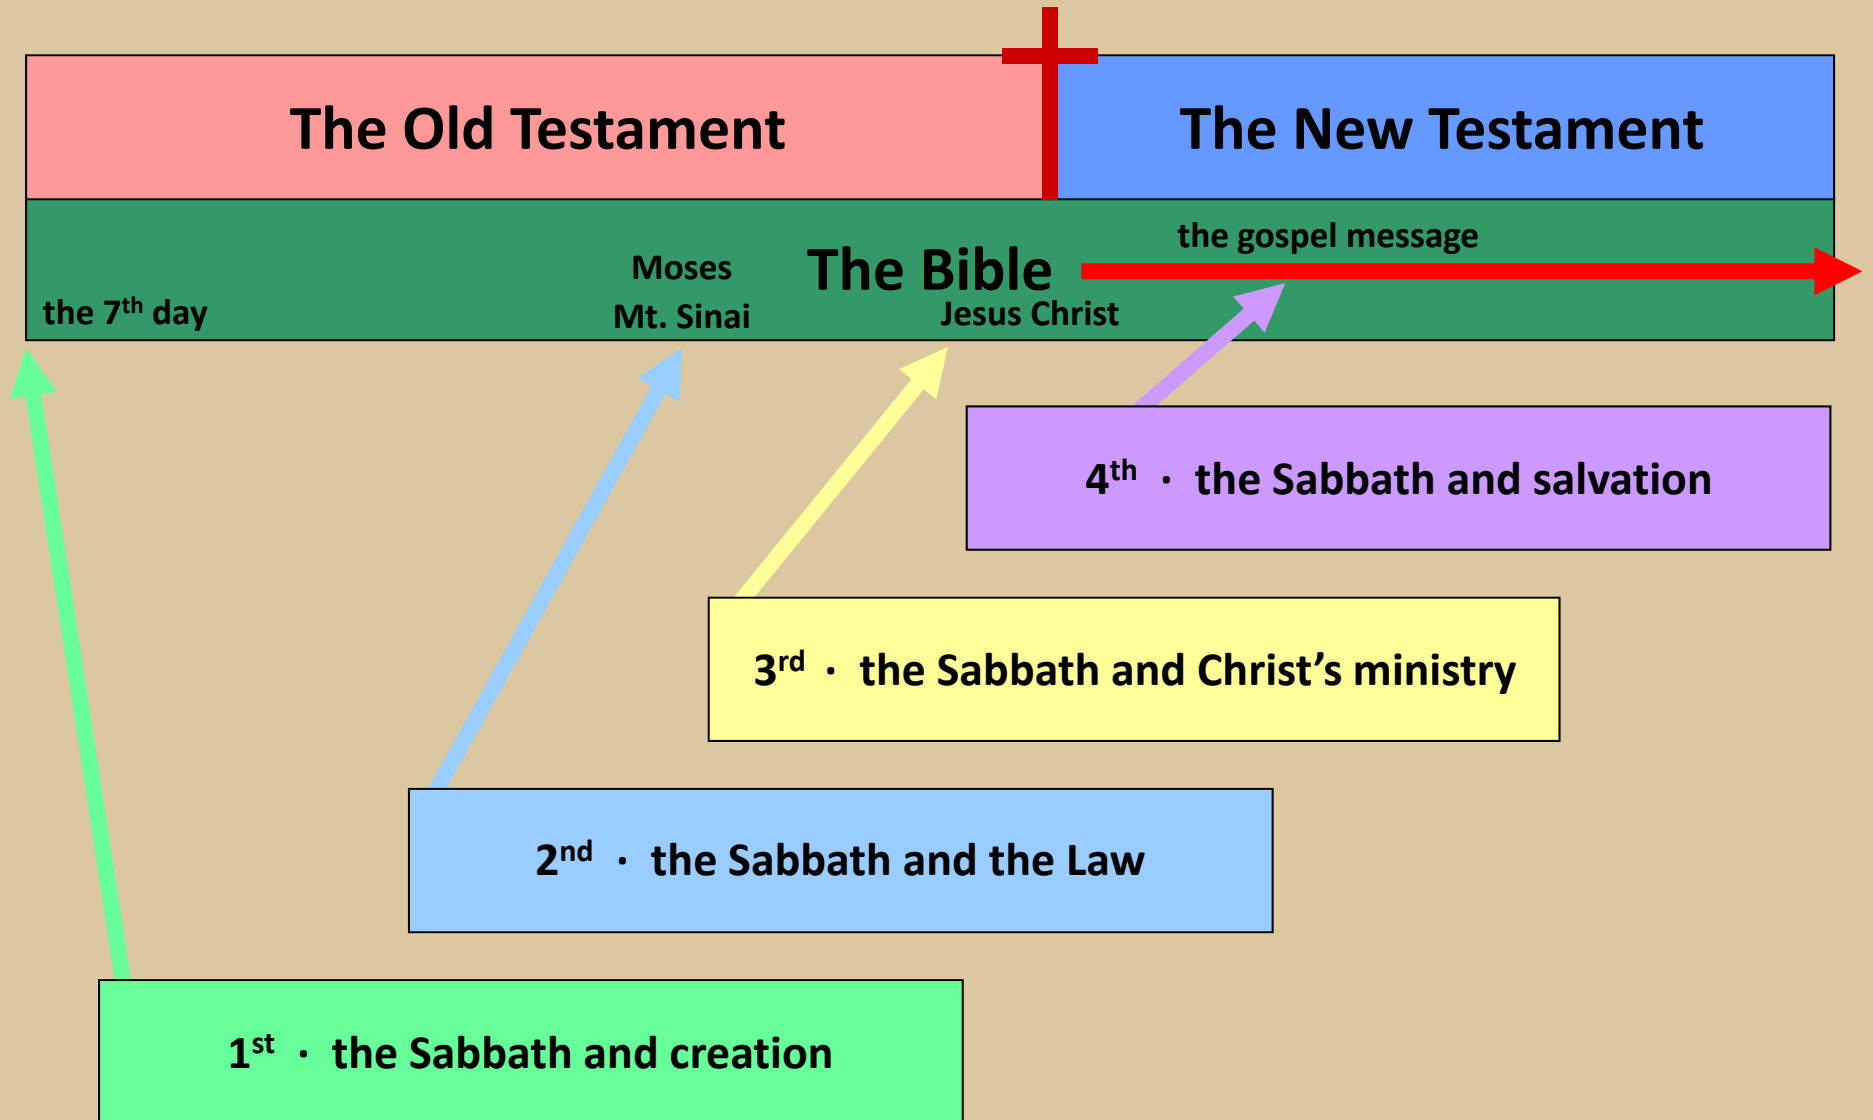 The Old Testament
The New Testament
the gospel message
Moses
The Bible
the 7th day
Mt. Sinai
Jesus Christ
4th · the Sabbath and salvation
3rd · the Sabbath and Christ’s ministry
2nd · the Sabbath and the Law
1st · the Sabbath and creation